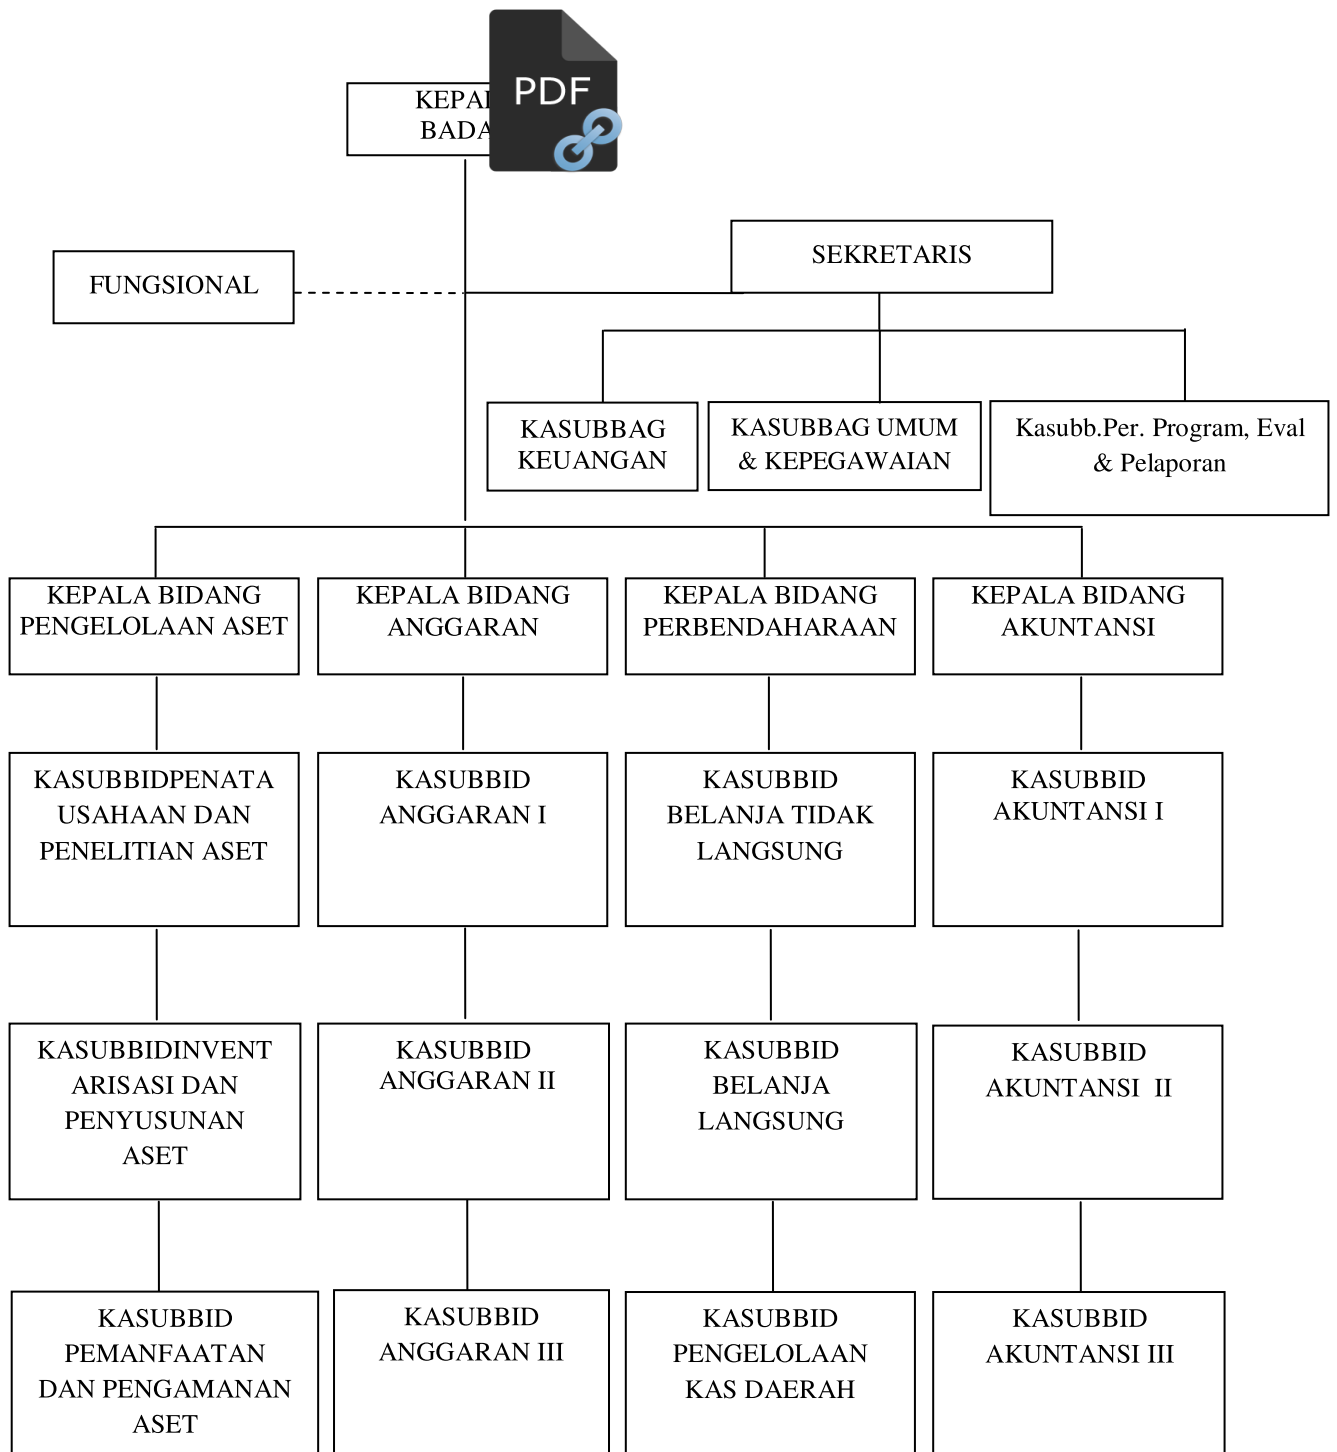 PDF
SEKRETARIS
FUNGSIONAL
KASUBBAG
KEUANGAN
KASUBBAG UMUM
& KEPEGAWAIAN
Kasubb.Per. Program, Eval
& Pelaporan
KEPALA BIDANG
PENGELOLAAN ASET
KEPALA BIDANG
ANGGARAN
KEPALA BIDANG
PERBENDAHARAAN
KEPALA BIDANG
AKUNTANSI
KASUBBIDPENATA
USAHAAN DAN
PENELITIAN ASET
KASUBBID
ANGGARAN I
KASUBBID
BELANJA TIDAK
LANGSUNG
KASUBBID
AKUNTANSI I
KASUBBIDINVENT
ARISASI DAN
PENYUSUNAN
ASET
KASUBBID
ANGGARAN II
KASUBBID
BELANJA
LANGSUNG
KASUBBID
AKUNTANSI  II
KASUBBID
PEMANFAATAN
DAN PENGAMANAN
ASET
KASUBBID
ANGGARAN III
KASUBBID
PENGELOLAAN
KAS DAERAH
KASUBBID
AKUNTANSI III